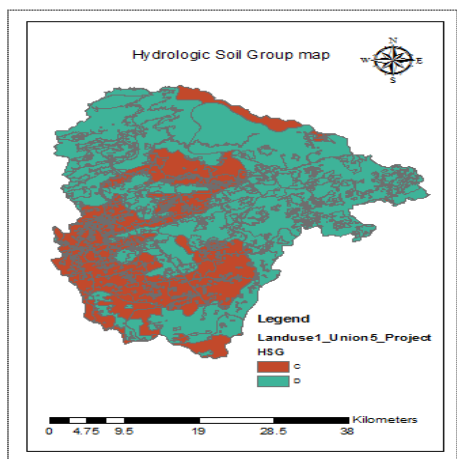 Hydrologic Soil Group map
N
W E
S
Legend
Landuse1_Union5_Project
HSG
C
D
Kilometers
0 4.75 9.5 19 28.5 38